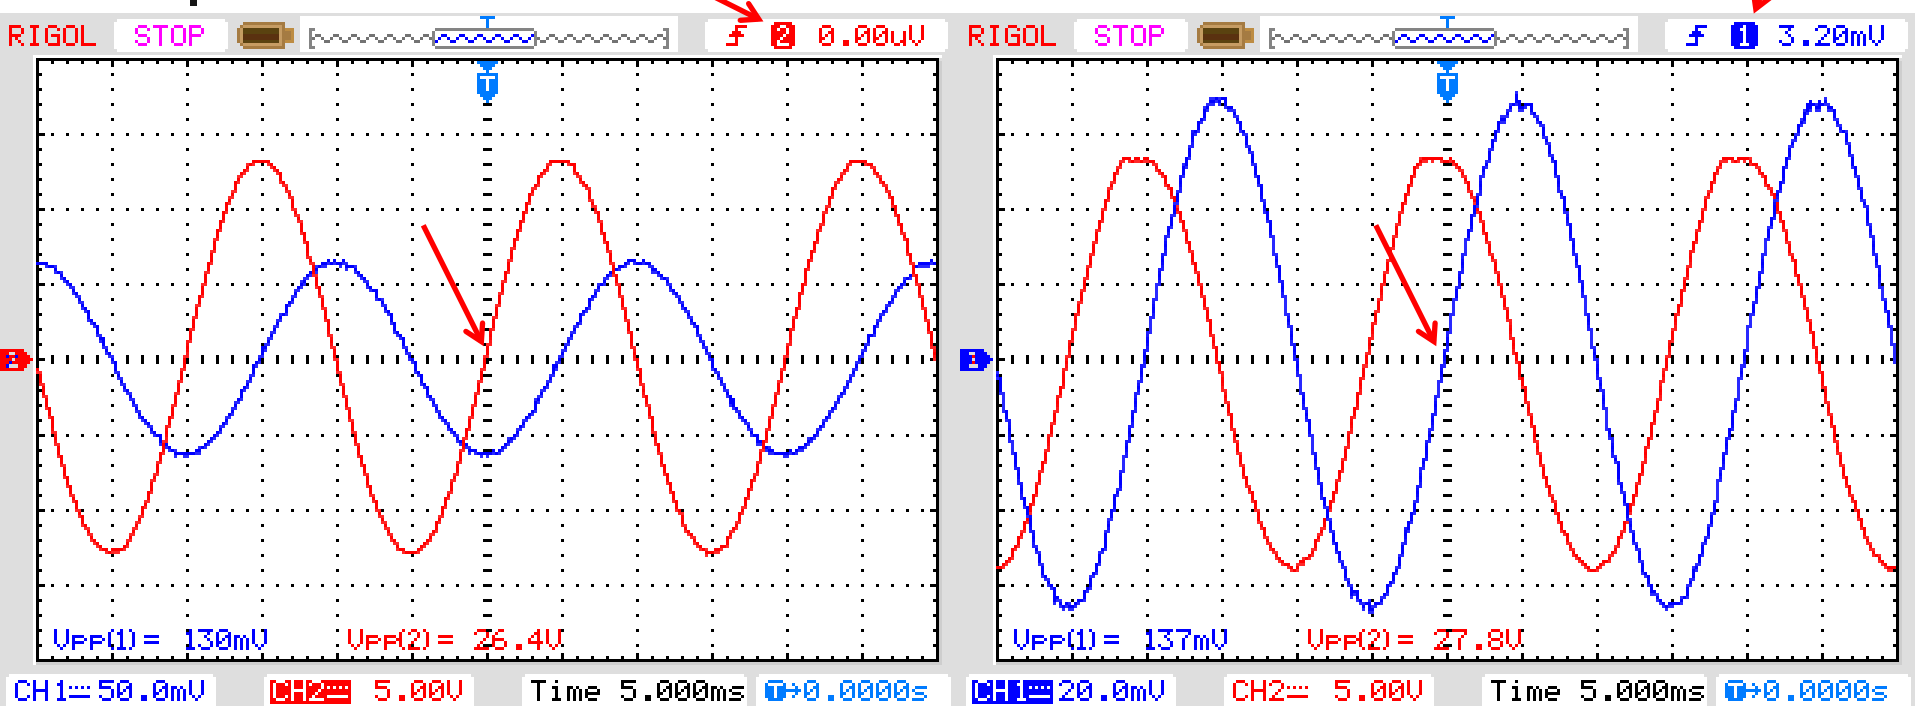 RIGOL STOP T 2 0.00uV
T
2
Vpp(1)= 130mV Vpp(2)= 26.4V
CH1 50.0mV CH2 5.00V Time 5.000ms T→0.0000s
RIGOL STOP T 1 3.20mV
T
1
Vpp(1)= 137mV Vpp(2)= 27.8V
CH1 20.0mV CH2 5.00V Time 5.000ms T→0.0000s